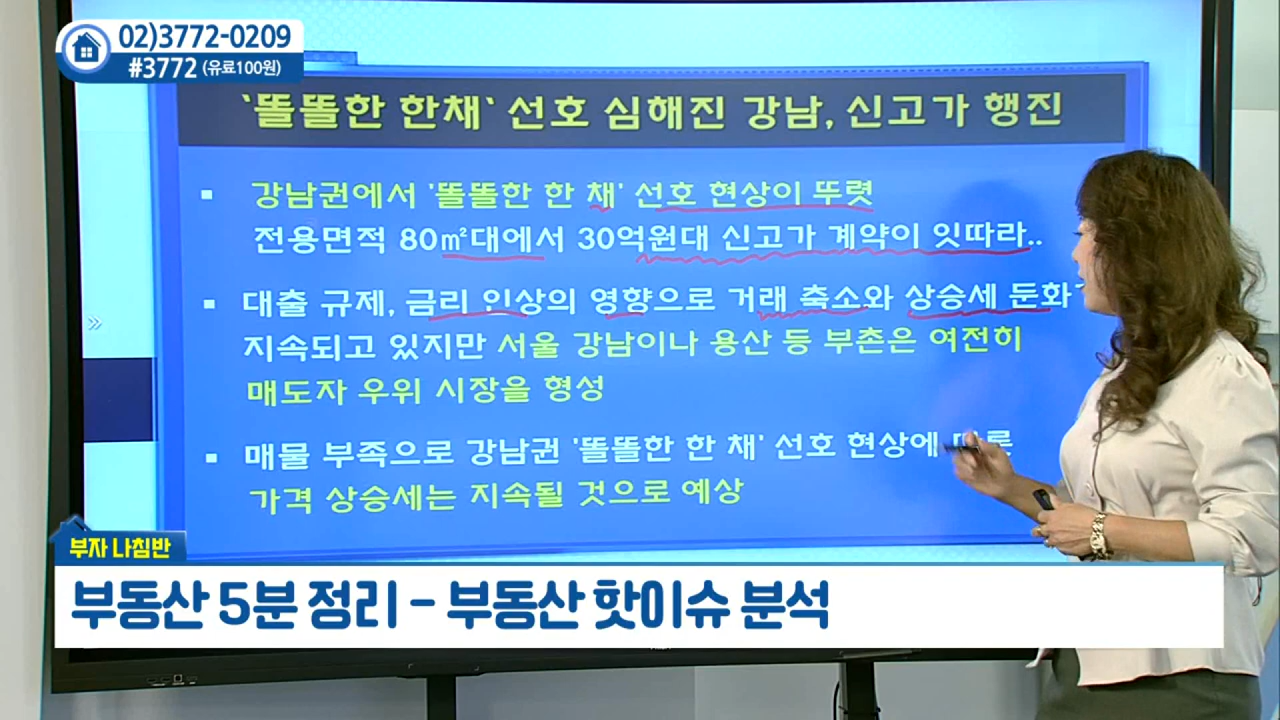 02)3772-0209
#3772 (유료100원)
‵똘똘한 한채‵ 선호 심해진 강남, 신고가 행진
▪ 강남권에서 '똘똘한 한 채' 선호 현상이 뚜렷
전용면적 80㎡대에서 30억원대 신고가 계약이 잇따라..
▪ 대출 규제, 금리 인상의 영향으로 거래 축소와 상승세 둔화
지속되고 있지만 서울 강남이나 용산 등 부촌은 여전히
매도자 우위 시장을 형성
▪ 매물 부족으로 강남권 '똘똘한 한 채' 선호 현상에
가격 상승세는 지속될 것으로 예상
부자 나침반
부동산 5분 정리 - 부동산 핫이슈 분석